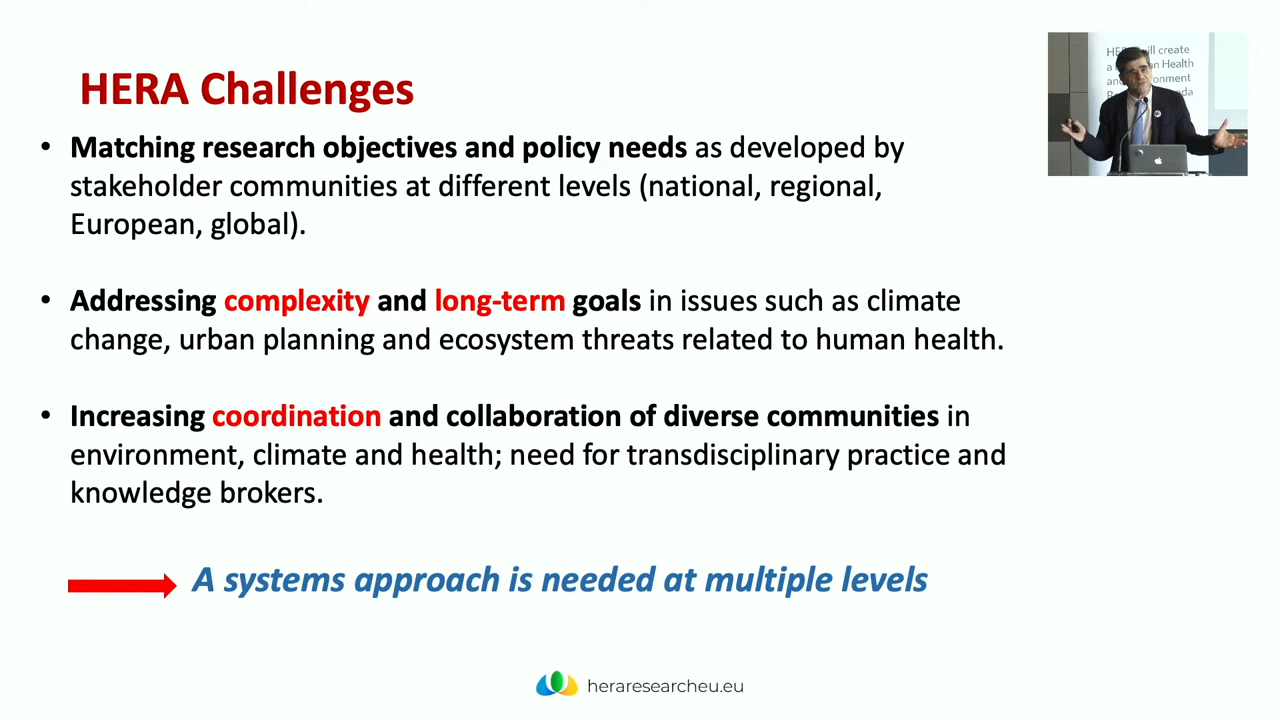 HERA Challenges
• Matching research objectives and policy needs as developed by
stakeholder communities at different levels (national, regional,
European, global).
• Addressing complexity and long-term goals in issues such as climate
change, urban planning and ecosystem threats related to human health.
• Increasing coordination and collaboration of diverse communities in
environment, climate and health; need for transdisciplinary practice and
knowledge brokers.
A systems approach is needed at multiple levels
heraresearcheu.eu
will create
Health